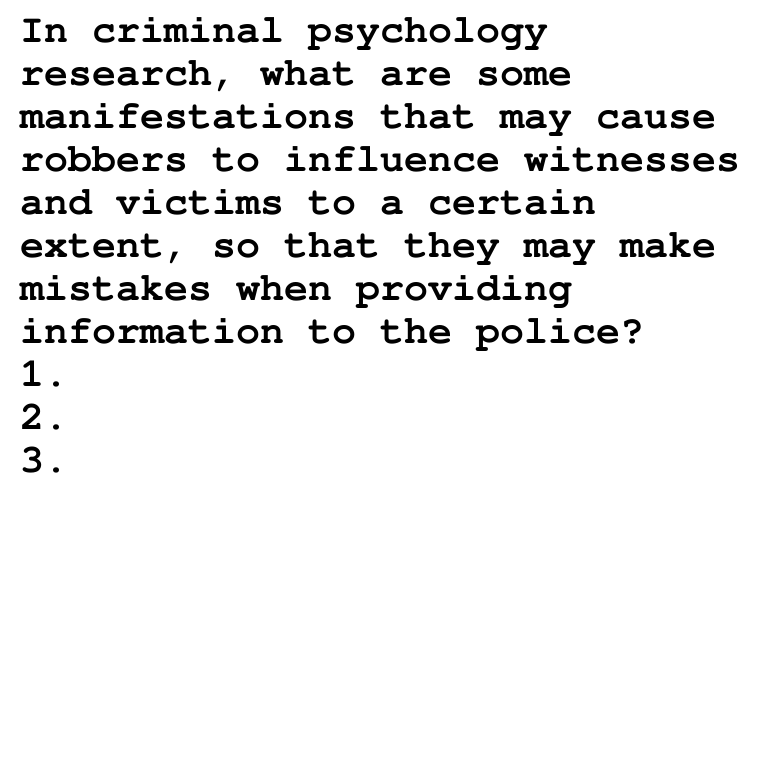 In criminal psychology
research, what are some
manifestations that may cause
robbers to influence witnesses
and victims to a certain
extent, so that they may make
mistakes when providing
information to the police?
1.
2.
3.